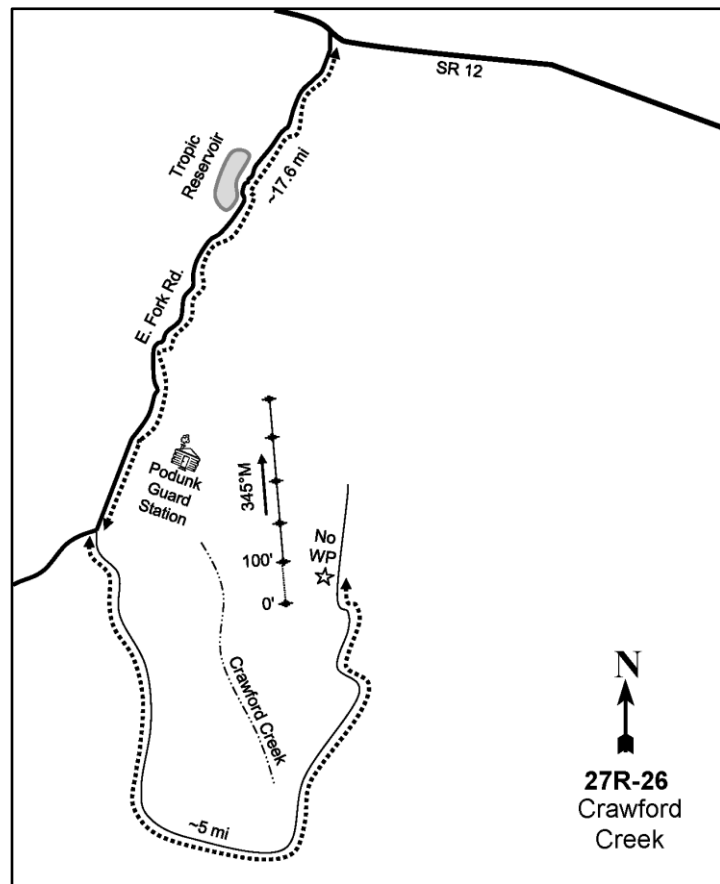 SR 12
Tropic
Reservoir
~17.6 mi
E. Fork Rd.
345°M
Podunk
Guard
Station
No
WP
100'
0'
Crawford Creek
~5 mi
N
27R-26
Crawford
Creek